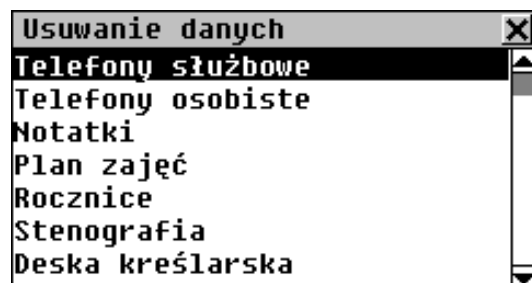 Usuwanie danych
Telefony służbowe
Telefony osobiste
Notatki
Plan zajęć
Rocznice
Stenografia
Deska kreślarska